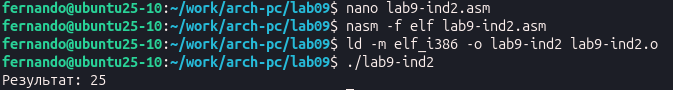 fernando@ubuntu25-10:~/work/arch-pc/lab09$ nano lab9-ind2.asm
fernando@ubuntu25-10:~/work/arch-pc/lab09$ nasm -f elf lab9-ind2.asm
fernando@ubuntu25-10:~/work/arch-pc/lab09$ ld -m elf_i386 -o lab9-ind2 lab9-ind2.o
fernando@ubuntu25-10:~/work/arch-pc/lab09$ ./lab9-ind2
Результат: 25